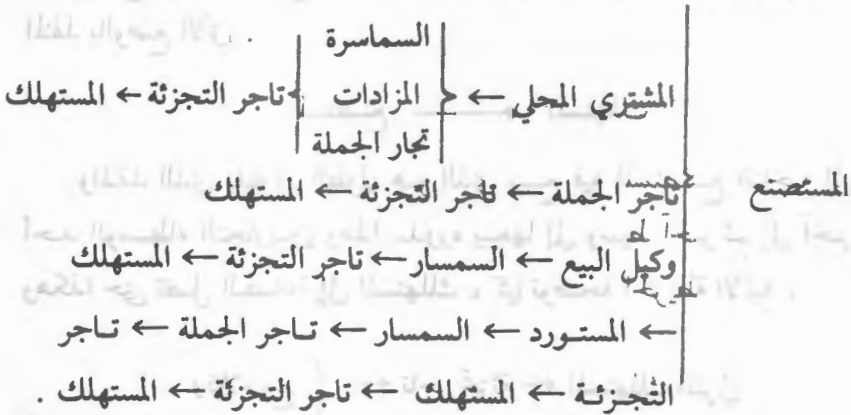 السماسرة
المشتري المحلي ← المزادات تاجر التجزئة ← المستهلك
تجار الجملة
المستصنع
تاجر الجملة ← تاجر التجزئة ← المستهلك
وكيل البيع ← السمسار ← تاجر التجزئة ← المستهلك
← المستورد ← السمسار ← تاجر الجملة ← تاجر
التجزئة ← المستهلك ← تاجر التجزئة ← المستهلك .